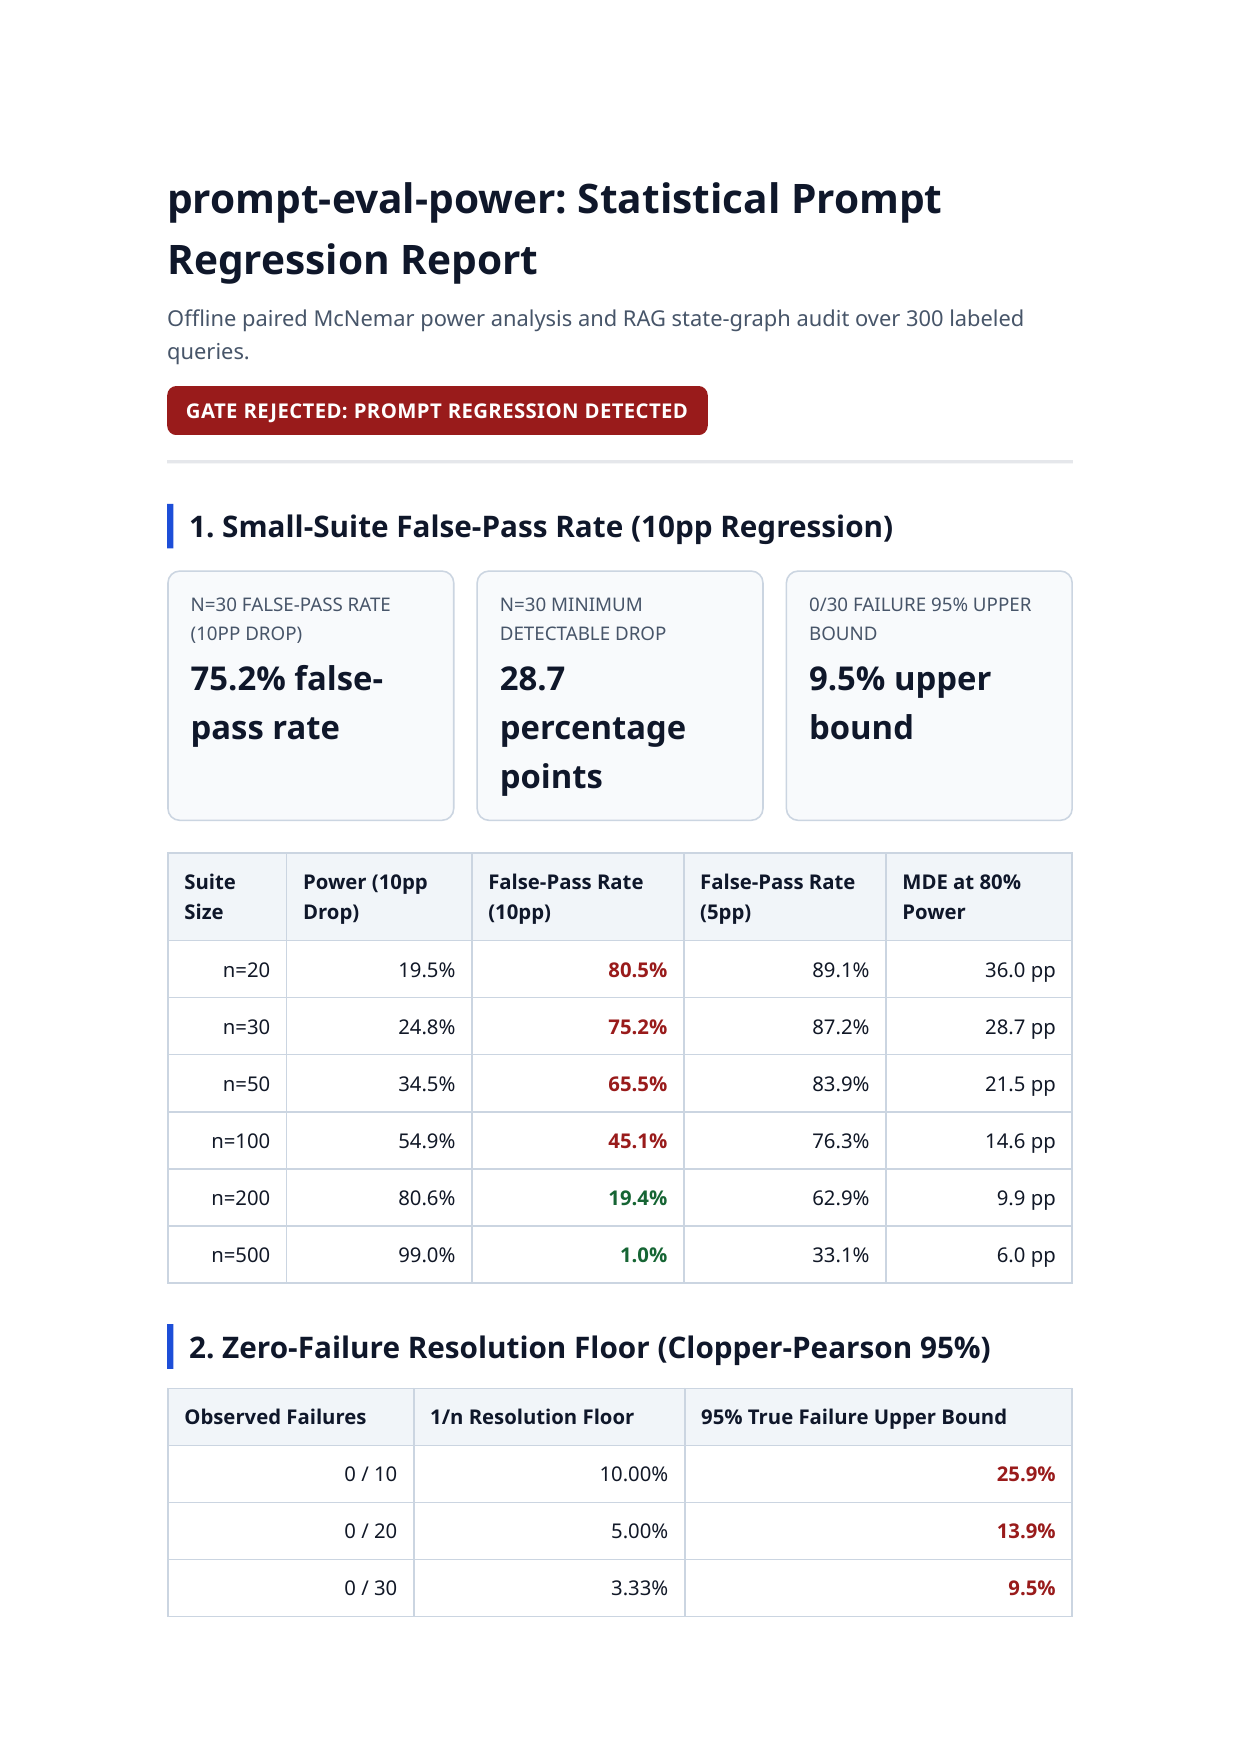 prompt-eval-power: Statistical Prompt
Regression Report
Offline paired McNemar power analysis and RAG state-graph audit over 300 labeled
queries.
GATE REJECTED: PROMPT REGRESSION DETECTED
1. Small-Suite False-Pass Rate (10pp Regression)
N=30 FALSE-PASS RATE
(10PP DROP)
75.2% false-
pass rate
N=30 MINIMUM
DETECTABLE DROP
28.7
percentage
points
0/30 FAILURE 95% UPPER
BOUND
9.5% upper
bound
Suite Size Power (10pp Drop) False-Pass Rate (10pp) False-Pass Rate (5pp) MDE at 80% Power
n=20 19.5% 80.5% 89.1% 36.0 pp
n=30 24.8% 75.2% 87.2% 28.7 pp
n=50 34.5% 65.5% 83.9% 21.5 pp
n=100 54.9% 45.1% 76.3% 14.6 pp
n=200 80.6% 19.4% 62.9% 9.9 pp
n=500 99.0% 1.0% 33.1% 6.0 pp
2. Zero-Failure Resolution Floor (Clopper-Pearson 95%)
Observed Failures 1/n Resolution Floor 95% True Failure Upper Bound
0 / 10 10.00% 25.9%
0 / 20 5.00% 13.9%
0 / 30 3.33% 9.5%